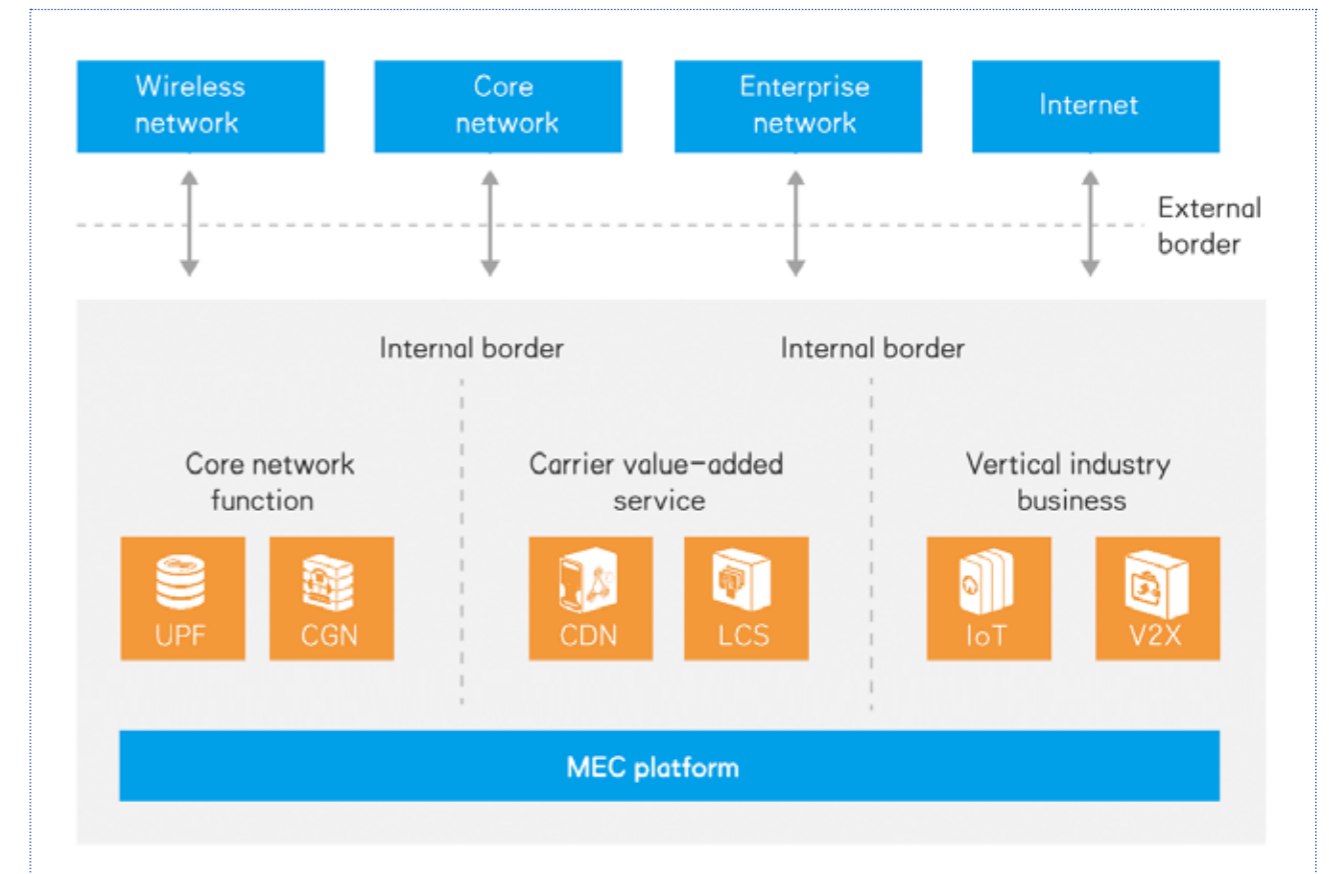 Wireless
network
Core
network
Enterprise
network
Internet
External
border
Internal border
Internal border
Core network
function
Carrier value-added
service
Vertical industry
business
UPF
CGN
CDN
LCS
IoT
V2X
MEC platform